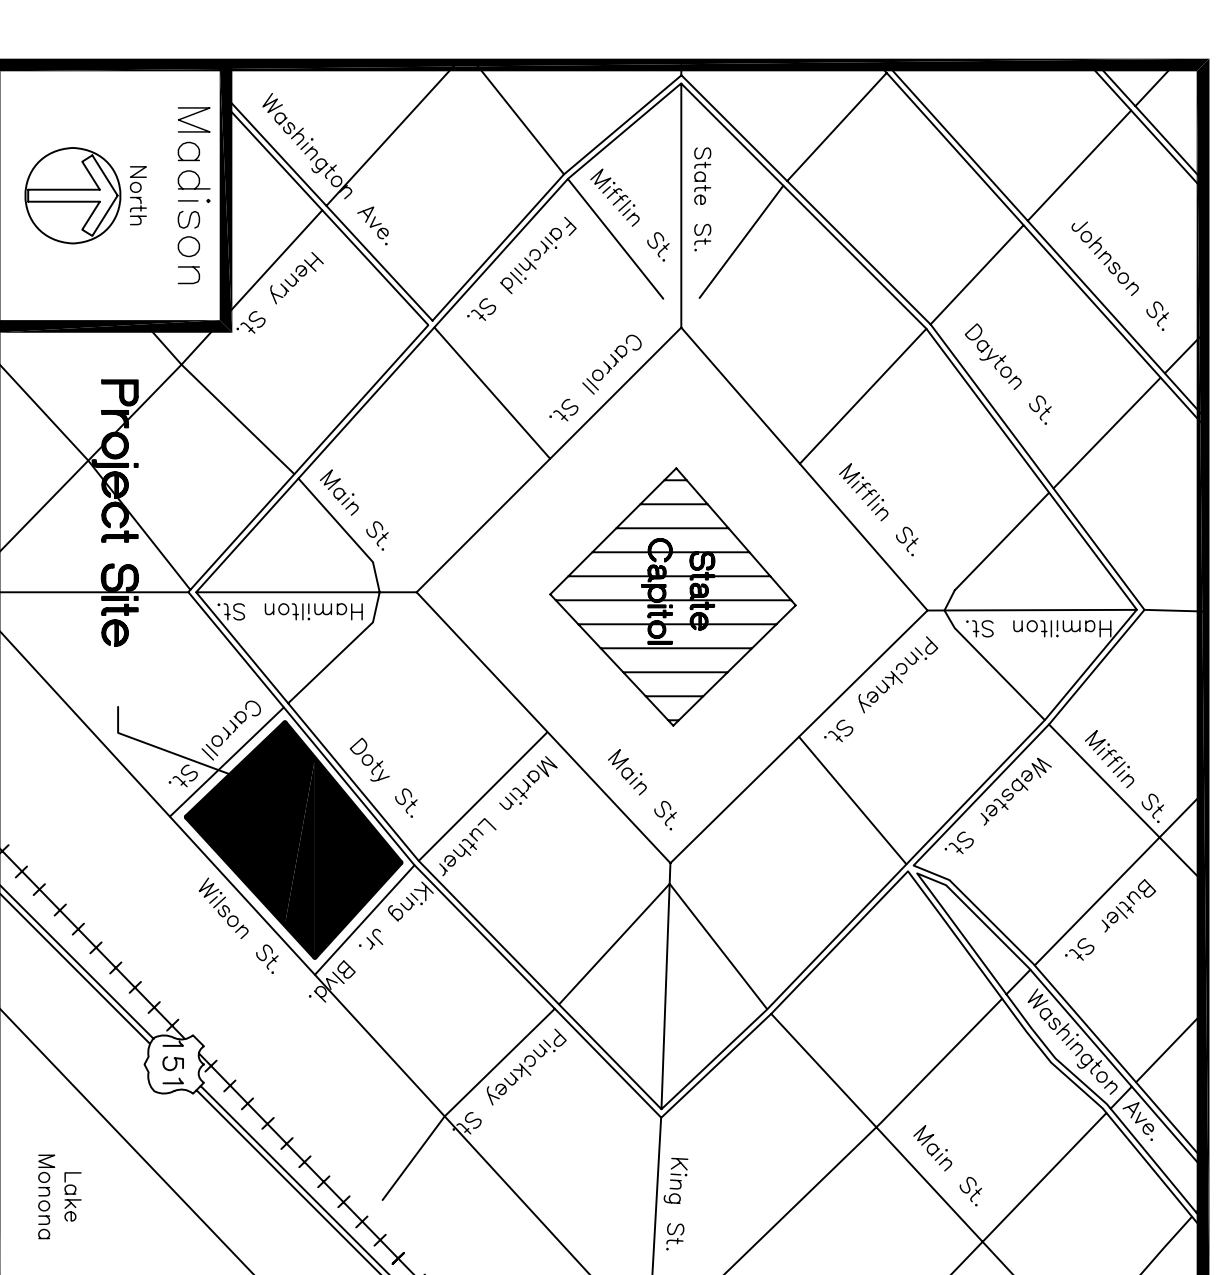 Madison
North
Washington Ave.
Henry St.
Fairchild St.
Mifflin St.
State St.
Carroll St.
Johnson St.
Dayton St.
Mifflin St.
Main St.
Project Site
State
Capitol
Hamilton St.
Hamilton St.
Pinckney St.
Carroll St.
Doty St.
Martin Luther King Jr. Blvd.
Main St.
Webster St.
Mifflin St.
Butler St.
Wilson St.
Washington Ave.
Pinckney St.
Main St.
King St.
151
Lake
Monona